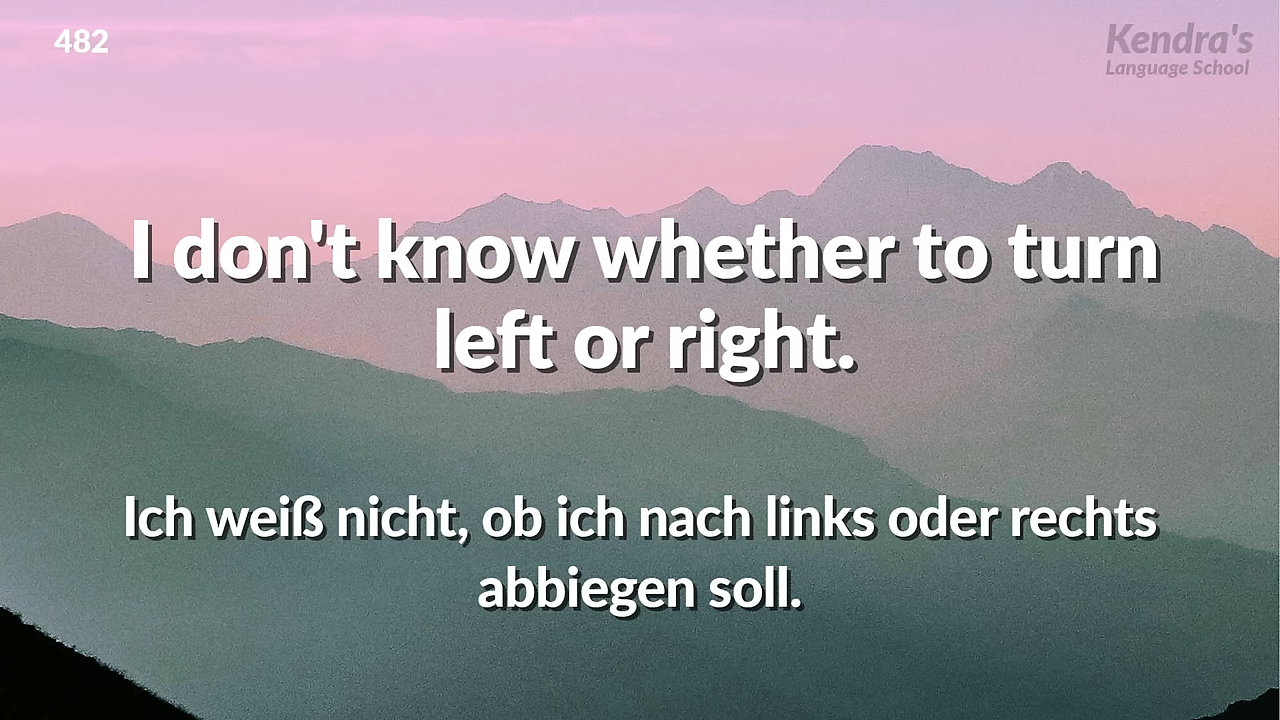 482
Kendra's
Language School
I don't know whether to turn
left or right.
Ich weiß nicht, ob ich nach links oder rechts
abbiegen soll.